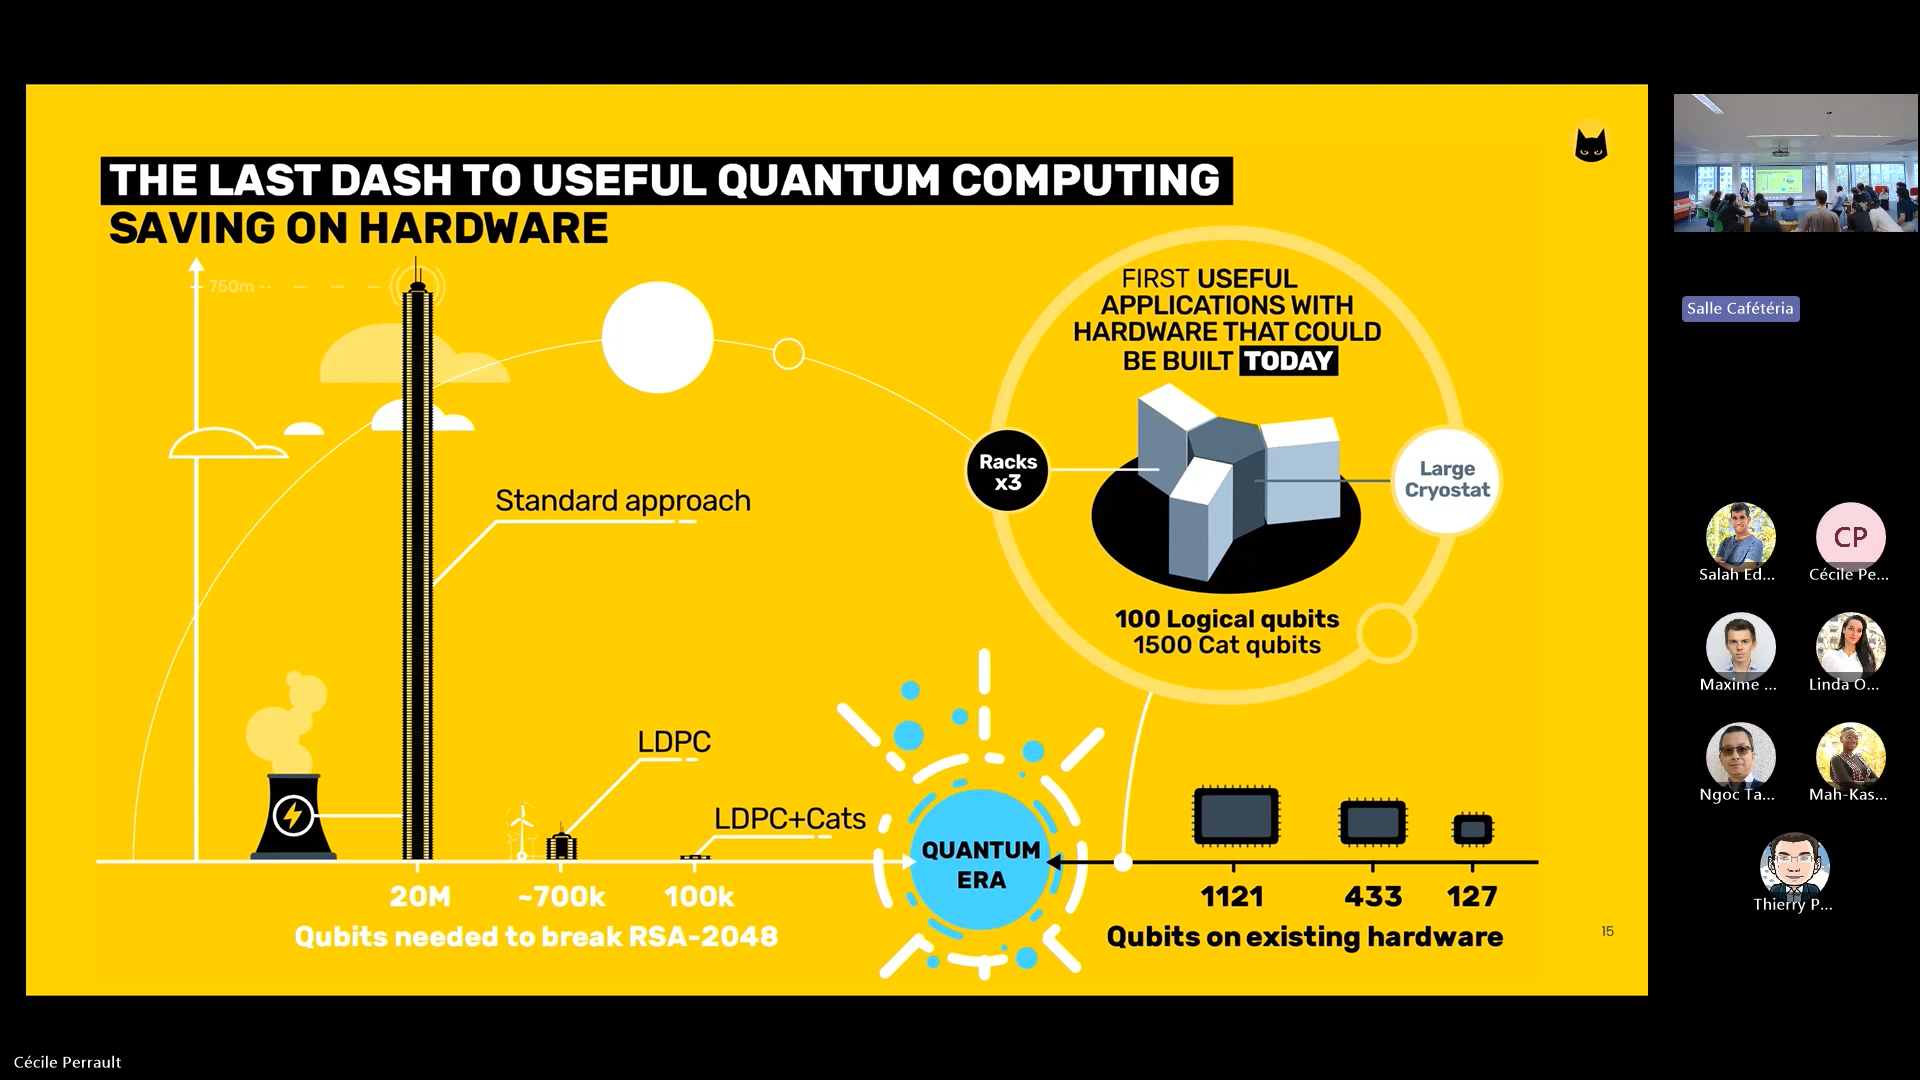 THE LAST DASH TO USEFUL QUANTUM COMPUTING
SAVING ON HARDWARE
750m
FIRST USEFUL
APPLICATIONS WITH
HARDWARE THAT COULD
BE BUILT TODAY
Racks
x3
Large
Cryostat
Standard approach
100 Logical qubits
1500 Cat qubits
LDPC
LDPC+Cats
QUANTUM
ERA
20M
~700k
100k
Qubits needed to break RSA-2048
1121
433
127
Qubits on existing hardware
15
Salle Cafétéria
Salah Ed...
CP
Cécile Pe...
Maxime ...
Linda O...
Ngoc Ta...
Mah-Kas...
Thierry P...
Cécile Perrault